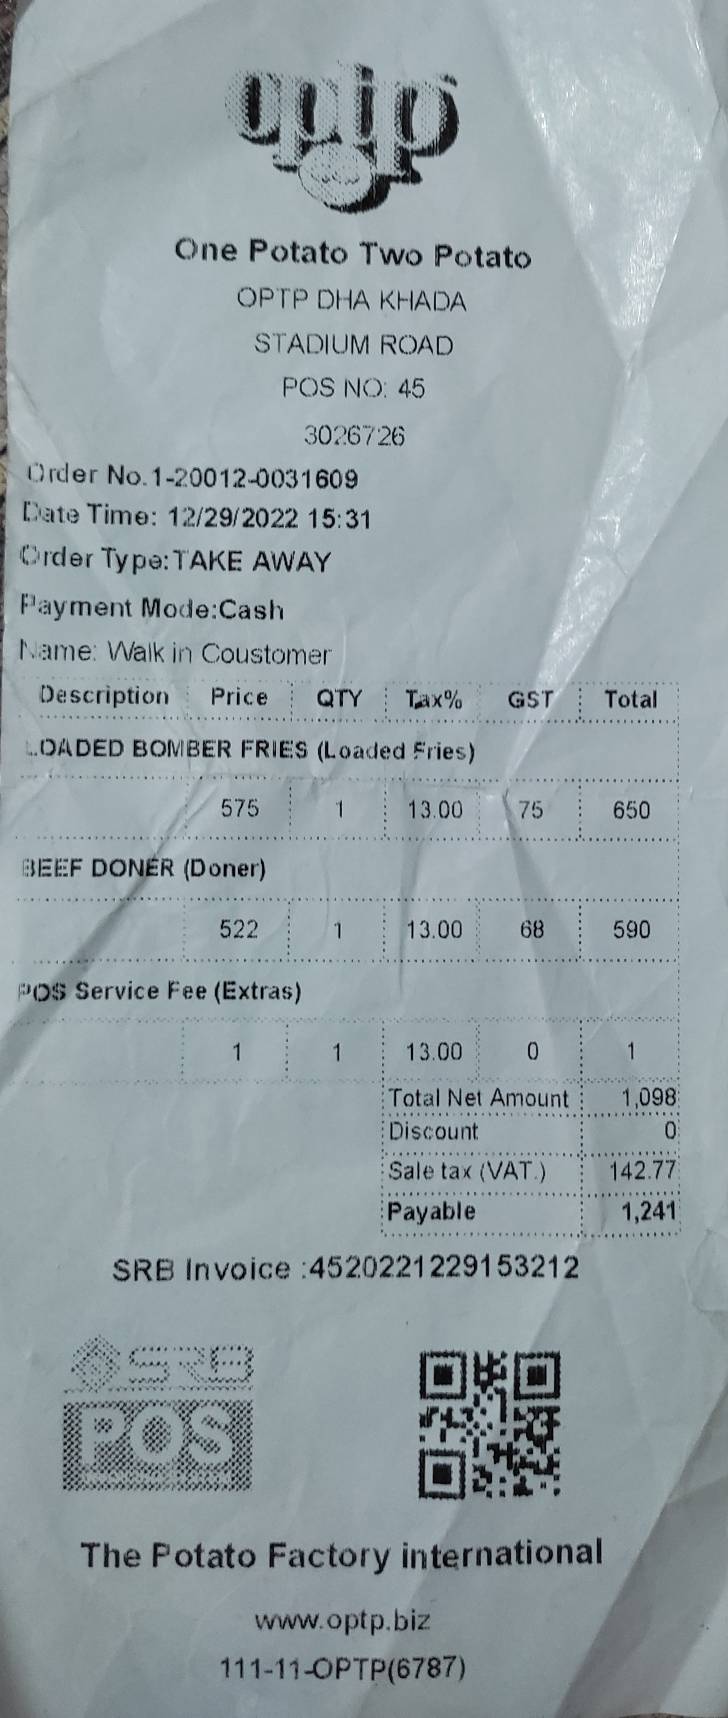 optp
One Potato Two Potato
OPTP DHA KHADA
STADIUM ROAD
POS NO: 45
3026726
Order No.1-20012-0031609
Date Time: 12/29/2022 15:31
Order Type:TAKE AWAY
Payment Mode:Cash
Name: Walk in Coustomer
Description Price QTY Tax% GST Total
LOADED BOMBER FRIES (Loaded Fries)
575 1 13.00 75 650
BEEF DONER (Doner)
522 1 13.00 68 590
POS Service Fee (Extras)
1 1 13.00 0 1
Total Net Amount 1,098
Discount 0
Sale tax (VAT.) 142.77
Payable 1,241
SRB Invoice :4520221229153212
SRB
POS
The Potato Factory international
www.optp.biz
111-11-OPTP(6787)